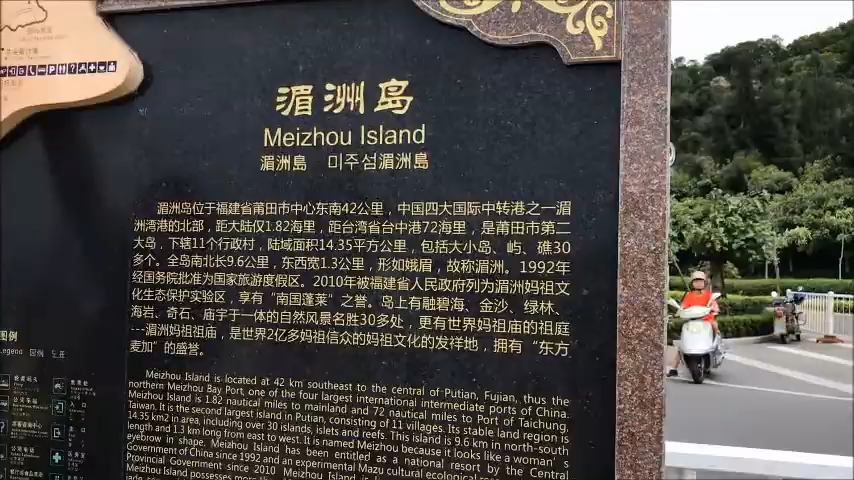 湄洲岛
Meizhou Island
湄洲島 미주섬湄洲島
湄洲岛位于福建省莆田市中心东南42公里，中国四大国际中转港之一湄
洲湾港的北部，距大陆仅1.82海里，距台湾省台中港72海里，是莆田市第二
大岛，下辖11个行政村，陆域面积14.35平方公里，包括大小岛、屿、礁30
多个。全岛南北长9.6公里，东西宽1.3公里，形如娥眉，故称湄洲。1992年
经国务院批准为国家旅游度假区。2010年被福建省人民政府列为湄洲妈祖文
化生态保护实验区，享有“南国蓬莱”之誉。岛上有融碧海、金沙、绿林、
海岩、奇石、庙宇于一体的自然风景名胜30多处，更有世界妈祖庙的祖庭
---湄洲妈祖祖庙，是世界2亿多妈祖信众的妈祖文化的发祥地，拥有“东方
麦加”的盛誉。
Meizhou Island is located at 42 km southeast to the central of Putian, Fujian, thus the
northern Meizhou Bay Port, one of the four largest international intermediate ports of China.
Meizhou Island is 1.82 nautical miles to mainland and 72 nautical miles to Port of Taichung,
Taiwan. It is the second largest island in Putian, consisting of 11 villages. Its stable land region is
14.35 km2 in area, including over 30 islands, islets and reefs. This island is 9.6 km in north-south
length and 1.3 km long from east to west. It is named Meizhou because it looks like a woman's
eyebrow in shape. Meizhou Island has been entitled as a national resort by the Central
Government of China since 1992 and an experimental Mazu cultural ecological
Provincial Government since 2010. Meizhou Island
Meizhou Island possesses more
图例
Legend
入口
出口